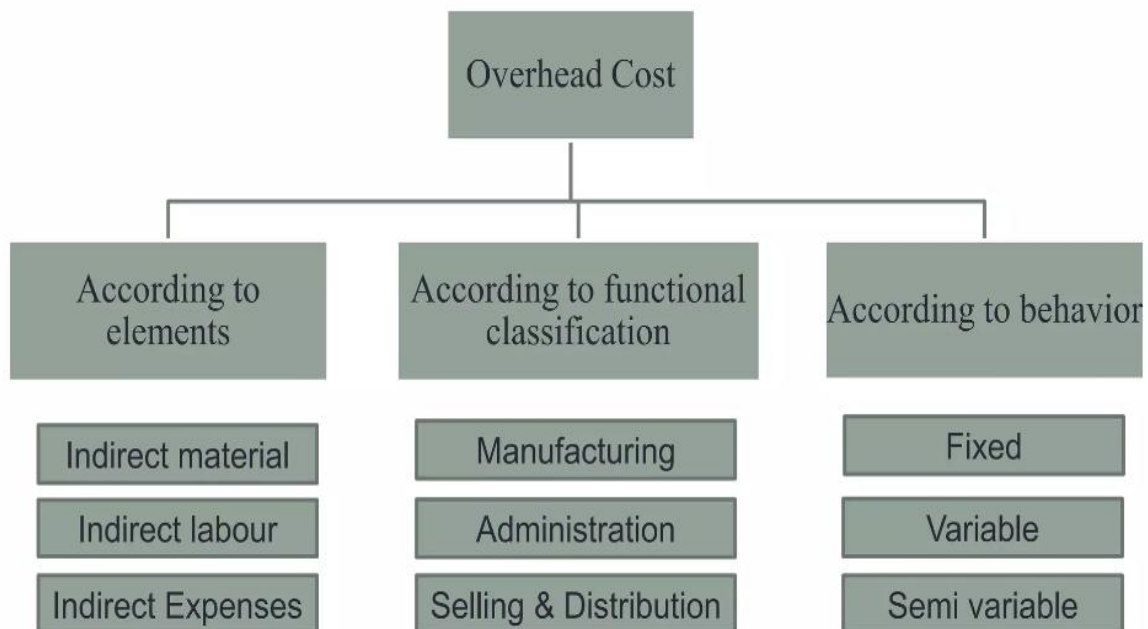 Overhead Cost
According to
elements
According to functional
classification
According to behavior
Indirect material
Indirect labour
Indirect Expenses
Manufacturing
Administration
Selling & Distribution
Fixed
Variable
Semi variable